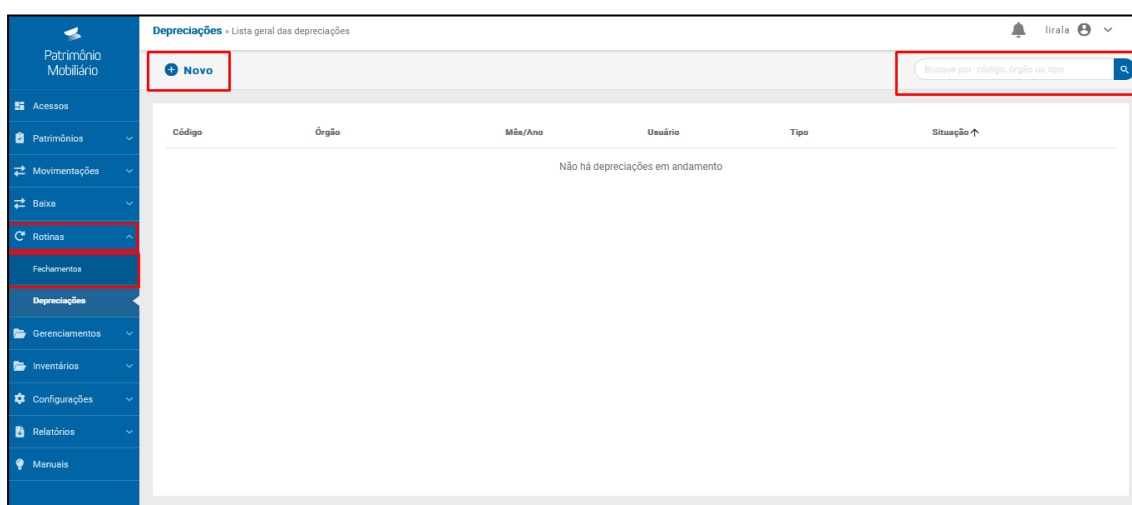 Patrimônio
Mobiliário
Acessos
Patrimônios
Movimentações
Baixa
Rotinas
Fechamentos
Depreciações
Gerenciamentos
Inventários
Configurações
Relatórios
Manuais
Depreciações » Lista geral das depreciações
lirala
Novo
Busque por: código, órgão ou tipo
Código Órgão Mês/Ano Usuário Tipo Situação
Não há depreciações em andamento